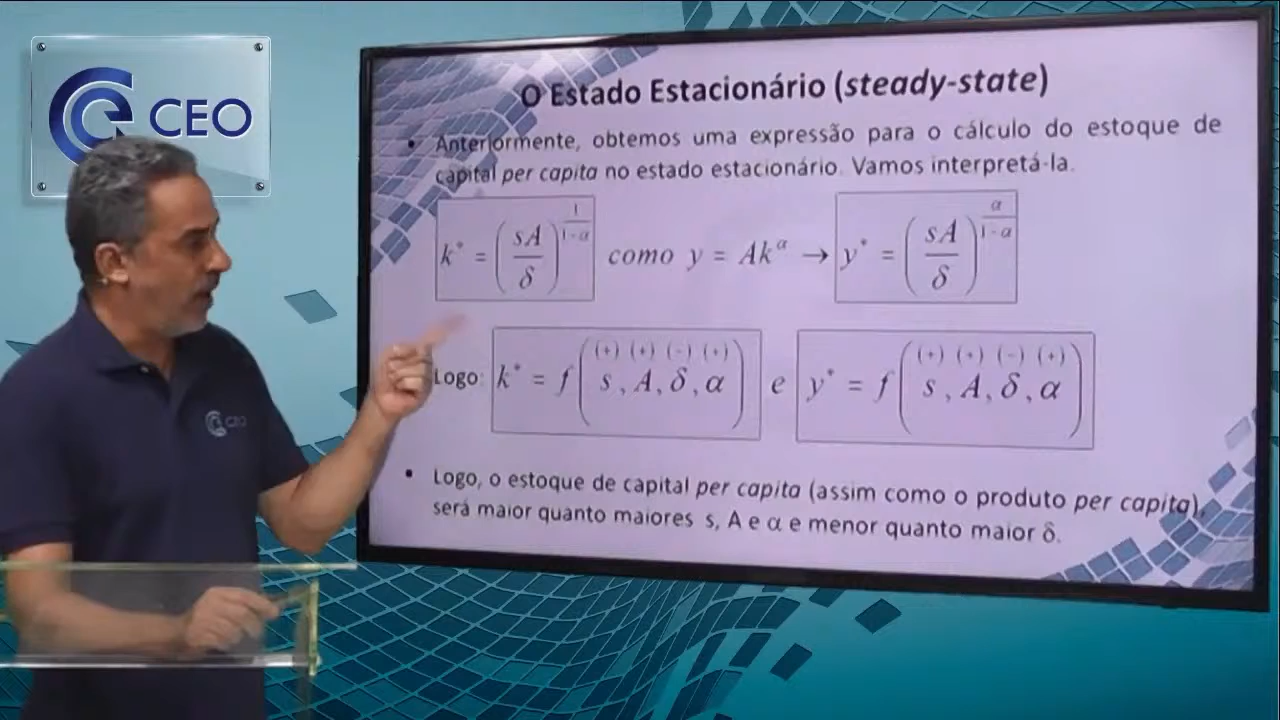 CEO
O Estado Estacionário (steady-state)
• Anteriormente, obtemos uma expressão para o cálculo do estoque de
capital per capita no estado estacionário. Vamos interpretá-la.
k* = (sA/δ)^(1/(1-α)) como y = Ak^α → y* = (sA/δ)^(α/(1-α))
(+) (+) (-) (+) (+) (+) (-) (+)
Logo: k* = f(s, A, δ, α) e y* = f(s, A, δ, α)
• Logo, o estoque de capital per capita (assim como o produto per capita),
será maior quanto maiores s, A e α e menor quanto maior δ.
CEO